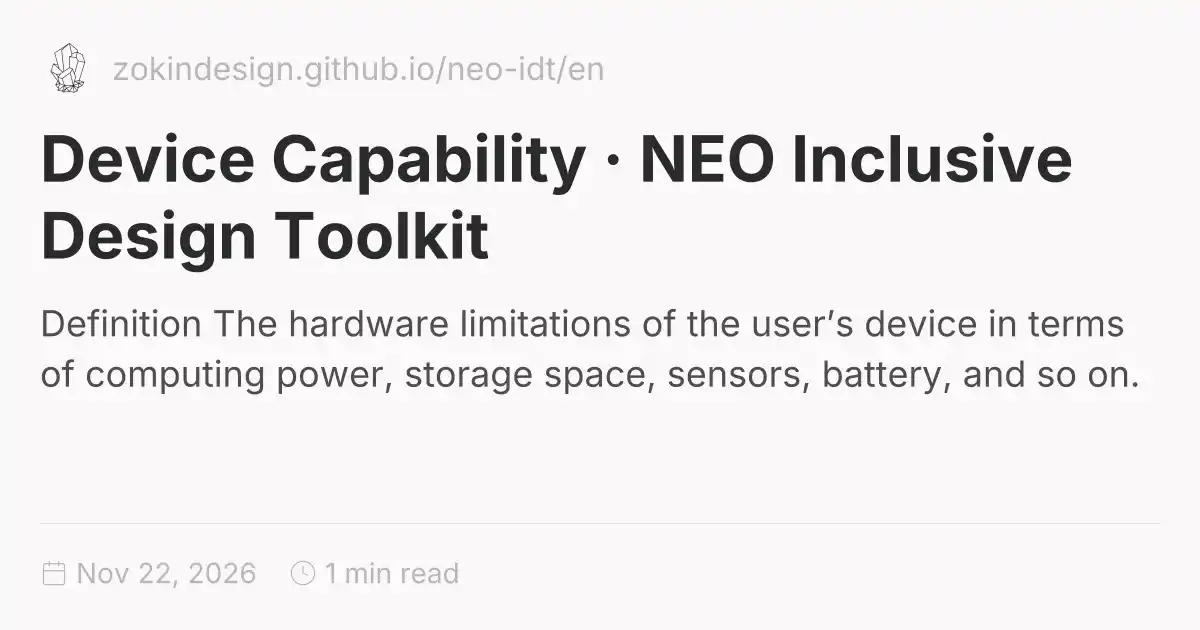 zokindesign.github.io/neo-idt/en
Device Capability · NEO Inclusive
Design Toolkit
Definition The hardware limitations of the user’s device in terms
of computing power, storage space, sensors, battery, and so on.
Nov 22, 2026 1 min read